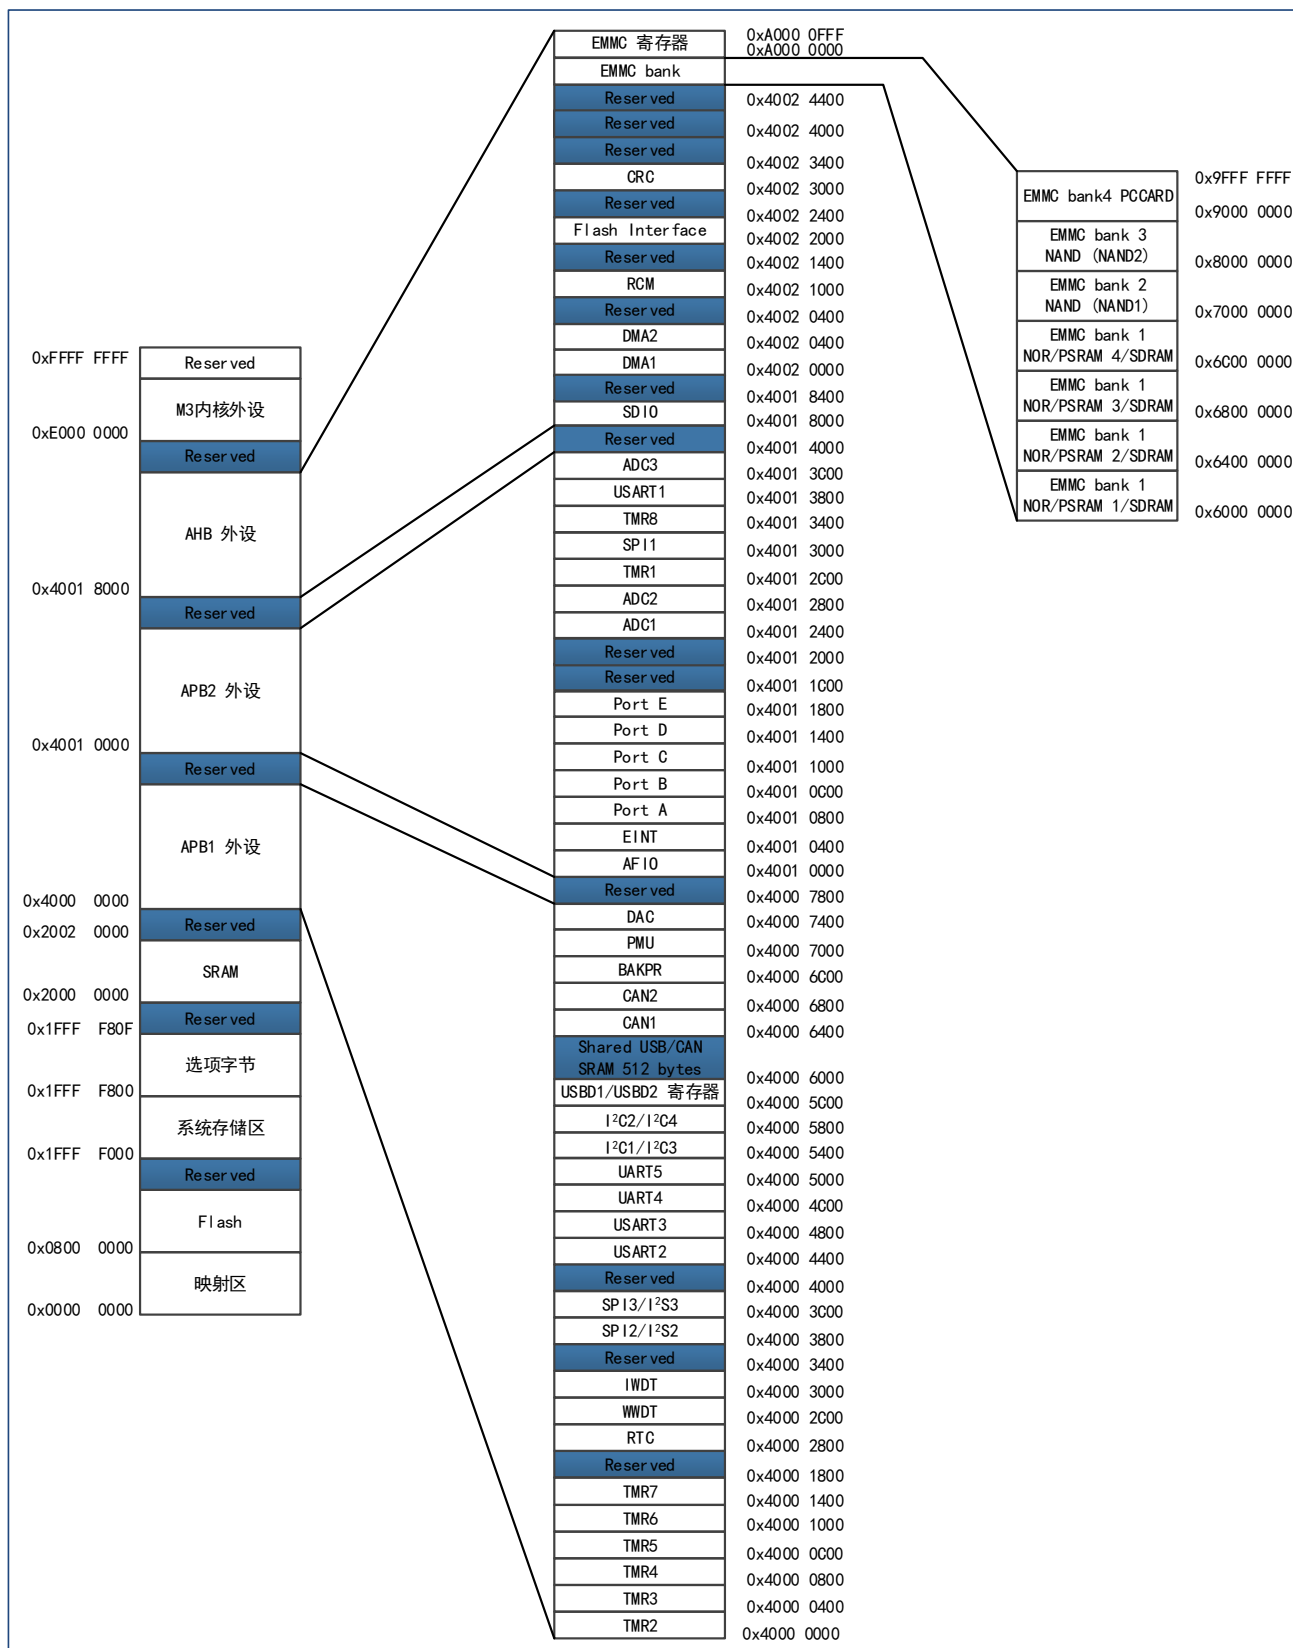 0xFFFF FFFF
Reserved
M3内核外设
0xE000 0000
Reserved
AHB 外设
0x4001 8000
Reserved
APB2 外设
0x4001 0000
Reserved
APB1 外设
0x4000 0000
Reserved
0x2002 0000
SRAM
0x2000 0000
Reserved
0x1FFF F80F
选项字节
0x1FFF F800
系统存储区
0x1FFF F000
Reserved
Flash
0x0800 0000
映射区
0x0000 0000
EMMC 寄存器
0xA000 0FFF
0xA000 0000
EMMC bank
Reserved
0x4002 4400
Reserved
0x4002 4000
Reserved
0x4002 3400
CRC
0x4002 3000
Reserved
0x4002 2400
Flash Interface
0x4002 2000
Reserved
0x4002 1400
RCM
0x4002 1000
Reserved
0x4002 0400
DMA2
0x4002 0400
DMA1
0x4002 0000
Reserved
0x4001 8400
SDIO
0x4001 8000
Reserved
0x4001 4000
ADC3
0x4001 3C00
USART1
0x4001 3800
TMR8
0x4001 3400
SPI1
0x4001 3000
TMR1
0x4001 2C00
ADC2
0x4001 2800
ADC1
0x4001 2400
Reserved
0x4001 2000
Reserved
0x4001 1C00
Port E
0x4001 1800
Port D
0x4001 1400
Port C
0x4001 1000
Port B
0x4001 0C00
Port A
0x4001 0800
EINT
0x4001 0400
AFIO
0x4001 0000
Reserved
0x4000 7800
DAC
0x4000 7400
PMU
0x4000 7000
BAKPR
0x4000 6C00
CAN2
0x4000 6800
CAN1
0x4000 6400
Shared USB/CAN
SRAM 512 bytes
0x4000 6000
USBD1/USBD2 寄存器
0x4000 5C00
I²C2/I²C4
0x4000 5800
I²C1/I²C3
0x4000 5400
UART5
0x4000 5000
UART4
0x4000 4C00
USART3
0x4000 4800
USART2
0x4000 4400
Reserved
0x4000 4000
SPI3/I²S3
0x4000 3C00
SPI2/I²S2
0x4000 3800
Reserved
0x4000 3400
IWDT
0x4000 3000
WWDT
0x4000 2C00
RTC
0x4000 2800
Reserved
0x4000 1800
TMR7
0x4000 1400
TMR6
0x4000 1000
TMR5
0x4000 0C00
TMR4
0x4000 0800
TMR3
0x4000 0400
TMR2
0x4000 0000
0x9FFF FFFF
EMMC bank4 PCCARD
0x9000 0000
EMMC bank 3
NAND (NAND2)
0x8000 0000
EMMC bank 2
NAND (NAND1)
0x7000 0000
EMMC bank 1
NOR/PSRAM 4/SDRAM
0x6C00 0000
EMMC bank 1
NOR/PSRAM 3/SDRAM
0x6800 0000
EMMC bank 1
NOR/PSRAM 2/SDRAM
0x6400 0000
EMMC bank 1
NOR/PSRAM 1/SDRAM
0x6000 0000